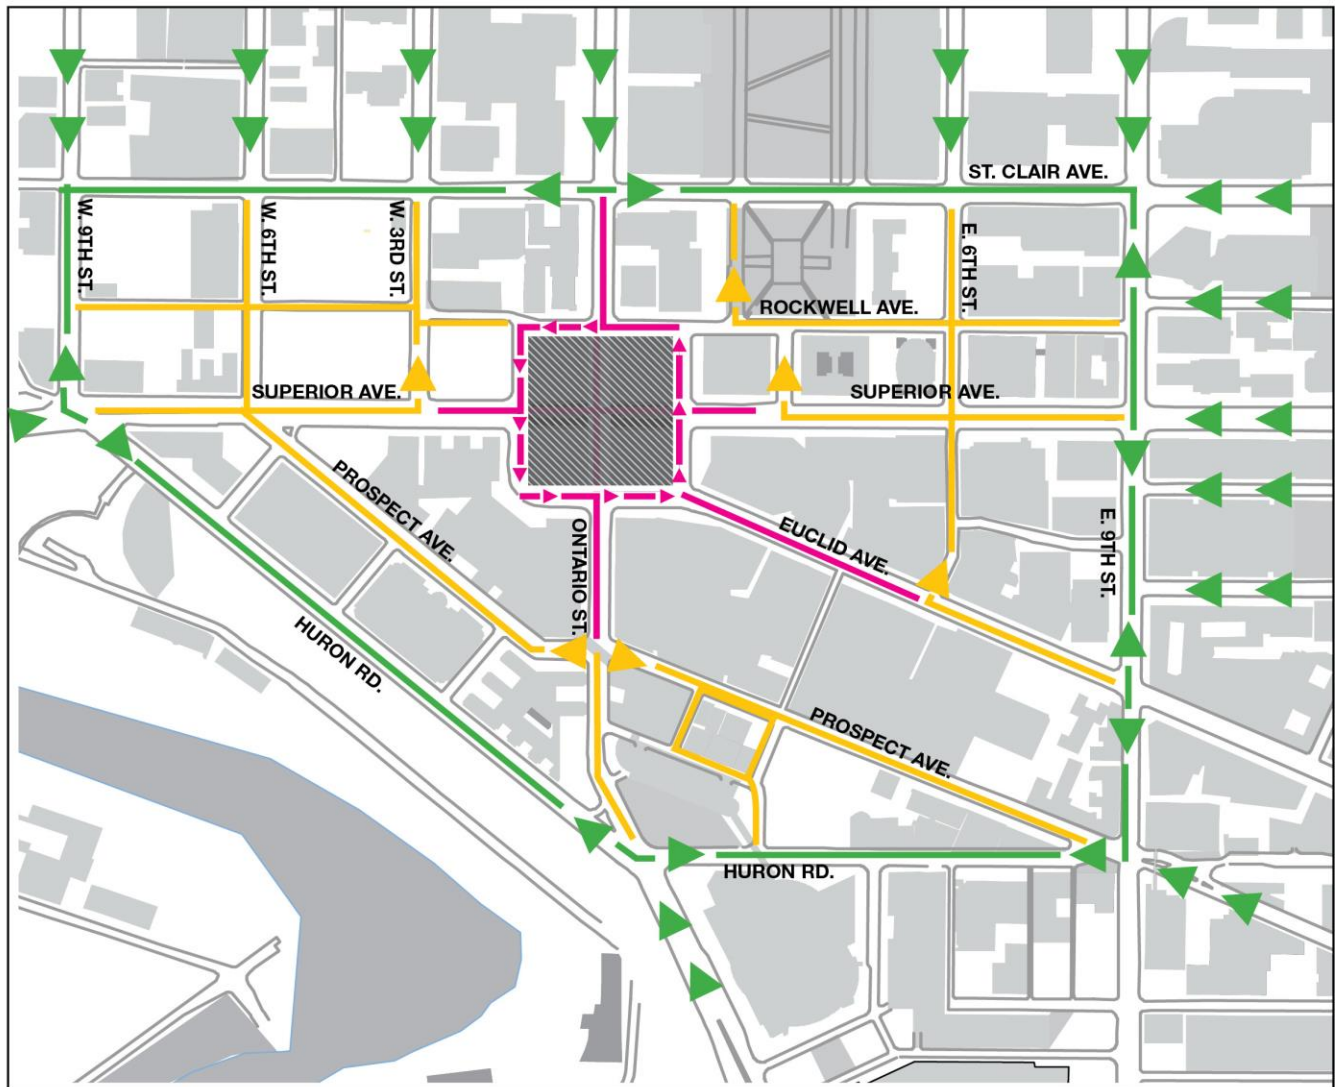 ST. CLAIR AVE.
W. 9TH ST.
W. 6TH ST.
W. 3RD ST.
E. 6TH ST.
ROCKWELL AVE.
SUPERIOR AVE.
SUPERIOR AVE.
PROSPECT AVE.
ONTARIO ST.
EUCLID AVE.
E. 9TH ST.
HURON RD.
PROSPECT AVE.
HURON RD.